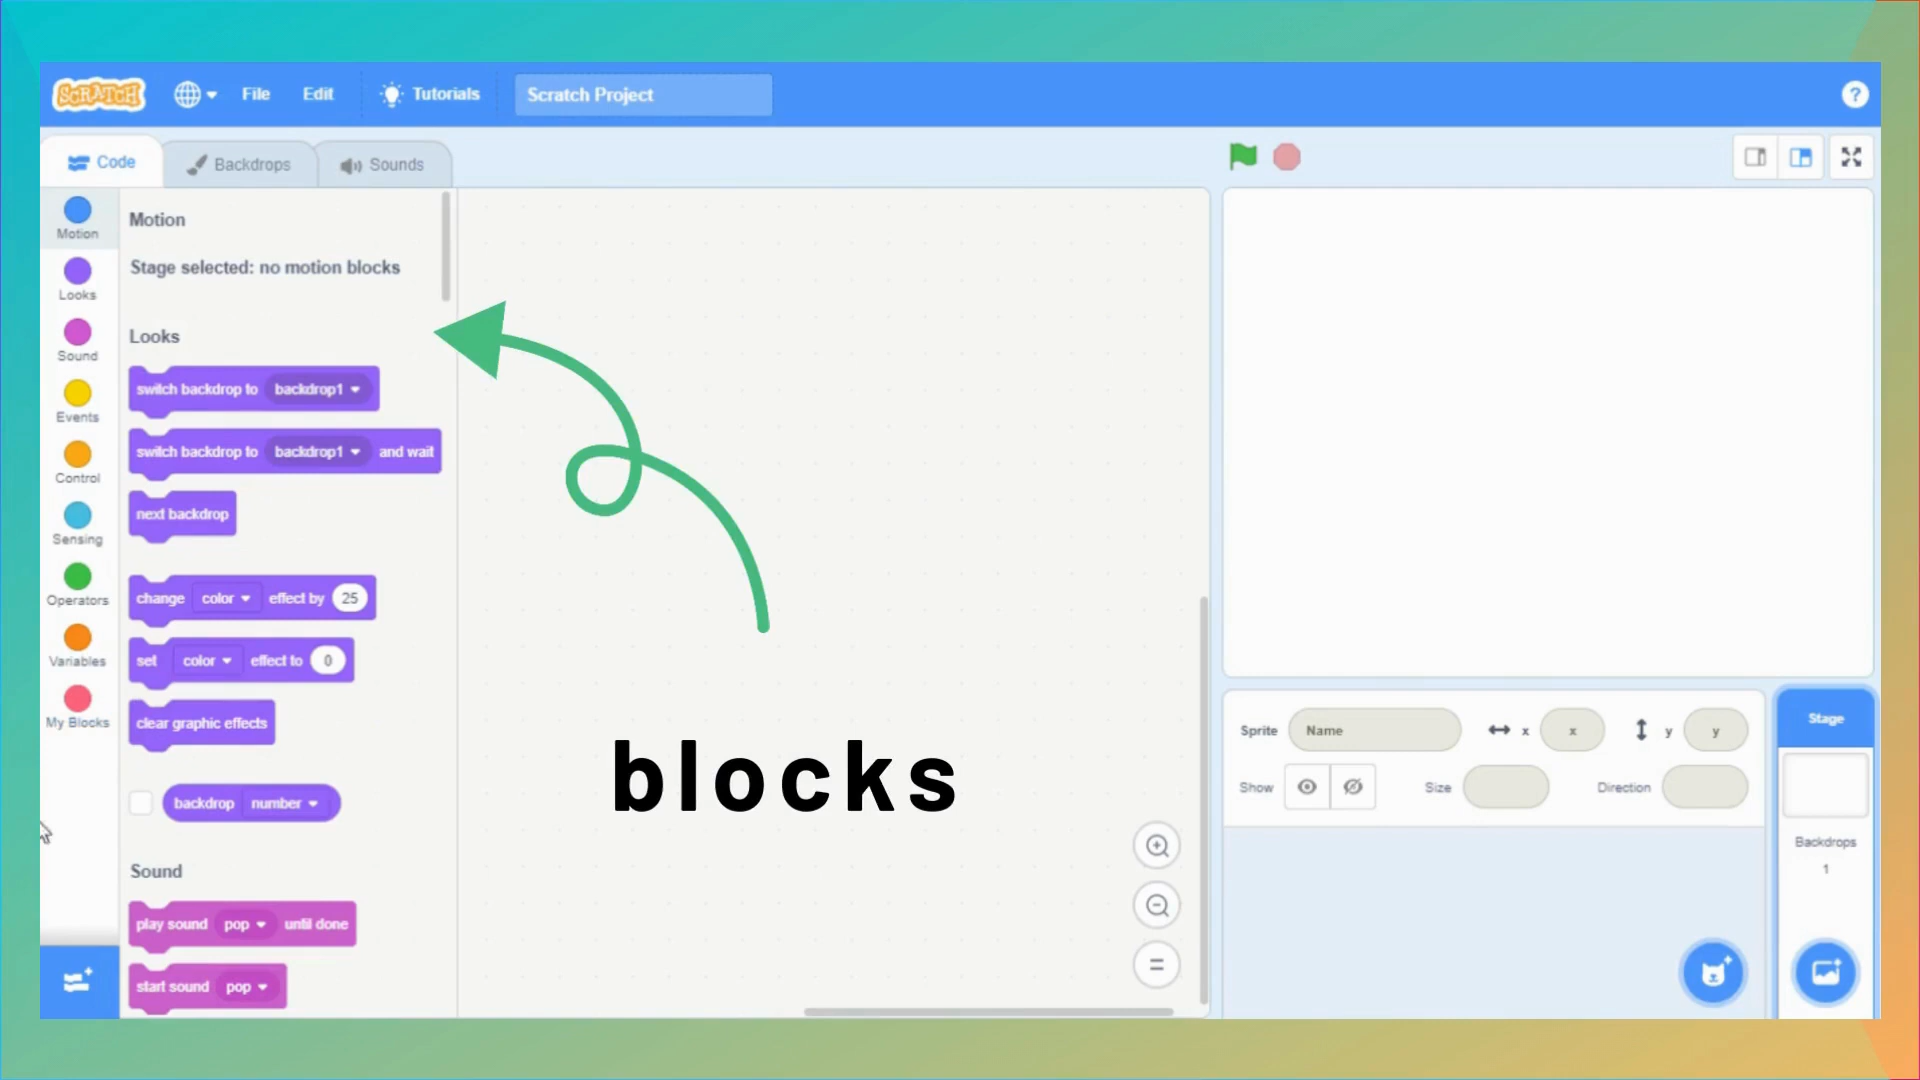 SCRATCH File Edit Tutorials Scratch Project ?
Code Backdrops Sounds
Motion
Looks
Sound
Events
Control
Sensing
Operators
Variables
My Blocks
Motion
Stage selected: no motion blocks
Looks
switch backdrop to backdrop1
switch backdrop to backdrop1 and wait
next backdrop
change color effect by 25
set color effect to 0
clear graphic effects
backdrop number
Sound
play sound pop until done
start sound pop
blocks
Sprite Name x x y y
Show Size Direction
Stage
Backdrops
1